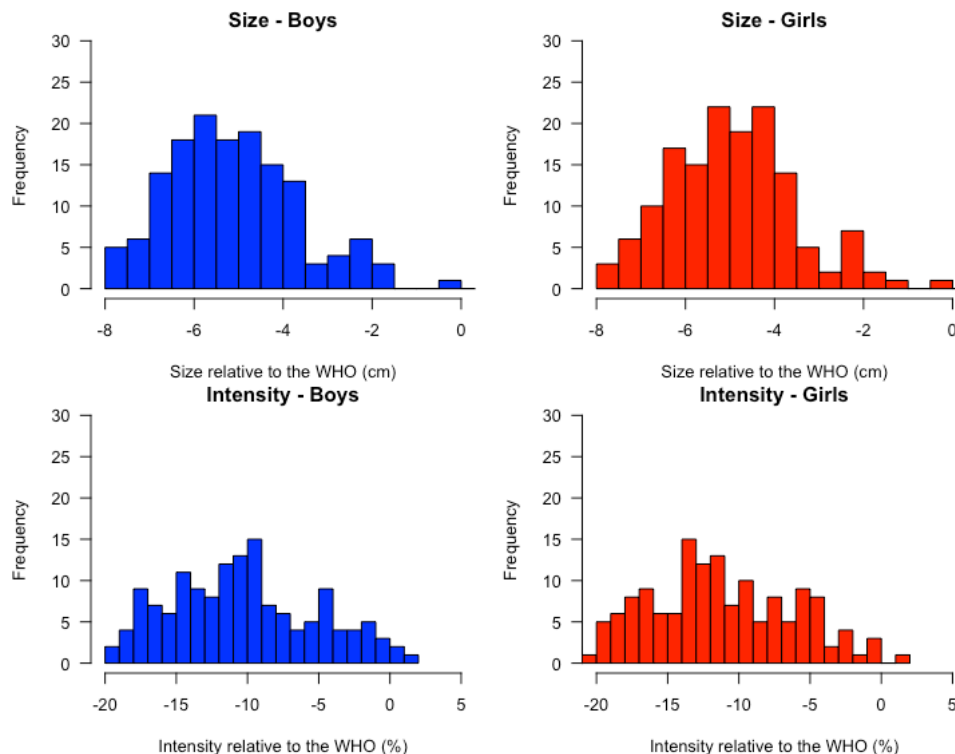 Size - Boys
30
25
20
15
10
5
0
Frequency
-8 -6 -4 -2 0
Size relative to the WHO (cm)
Size - Girls
30
25
20
15
10
5
0
Frequency
-8 -6 -4 -2 0
Size relative to the WHO (cm)
Intensity - Boys
30
25
20
15
10
5
0
Frequency
-20 -15 -10 -5 0 5
Intensity relative to the WHO (%)
Intensity - Girls
30
25
20
15
10
5
0
Frequency
-20 -15 -10 -5 0 5
Intensity relative to the WHO (%)